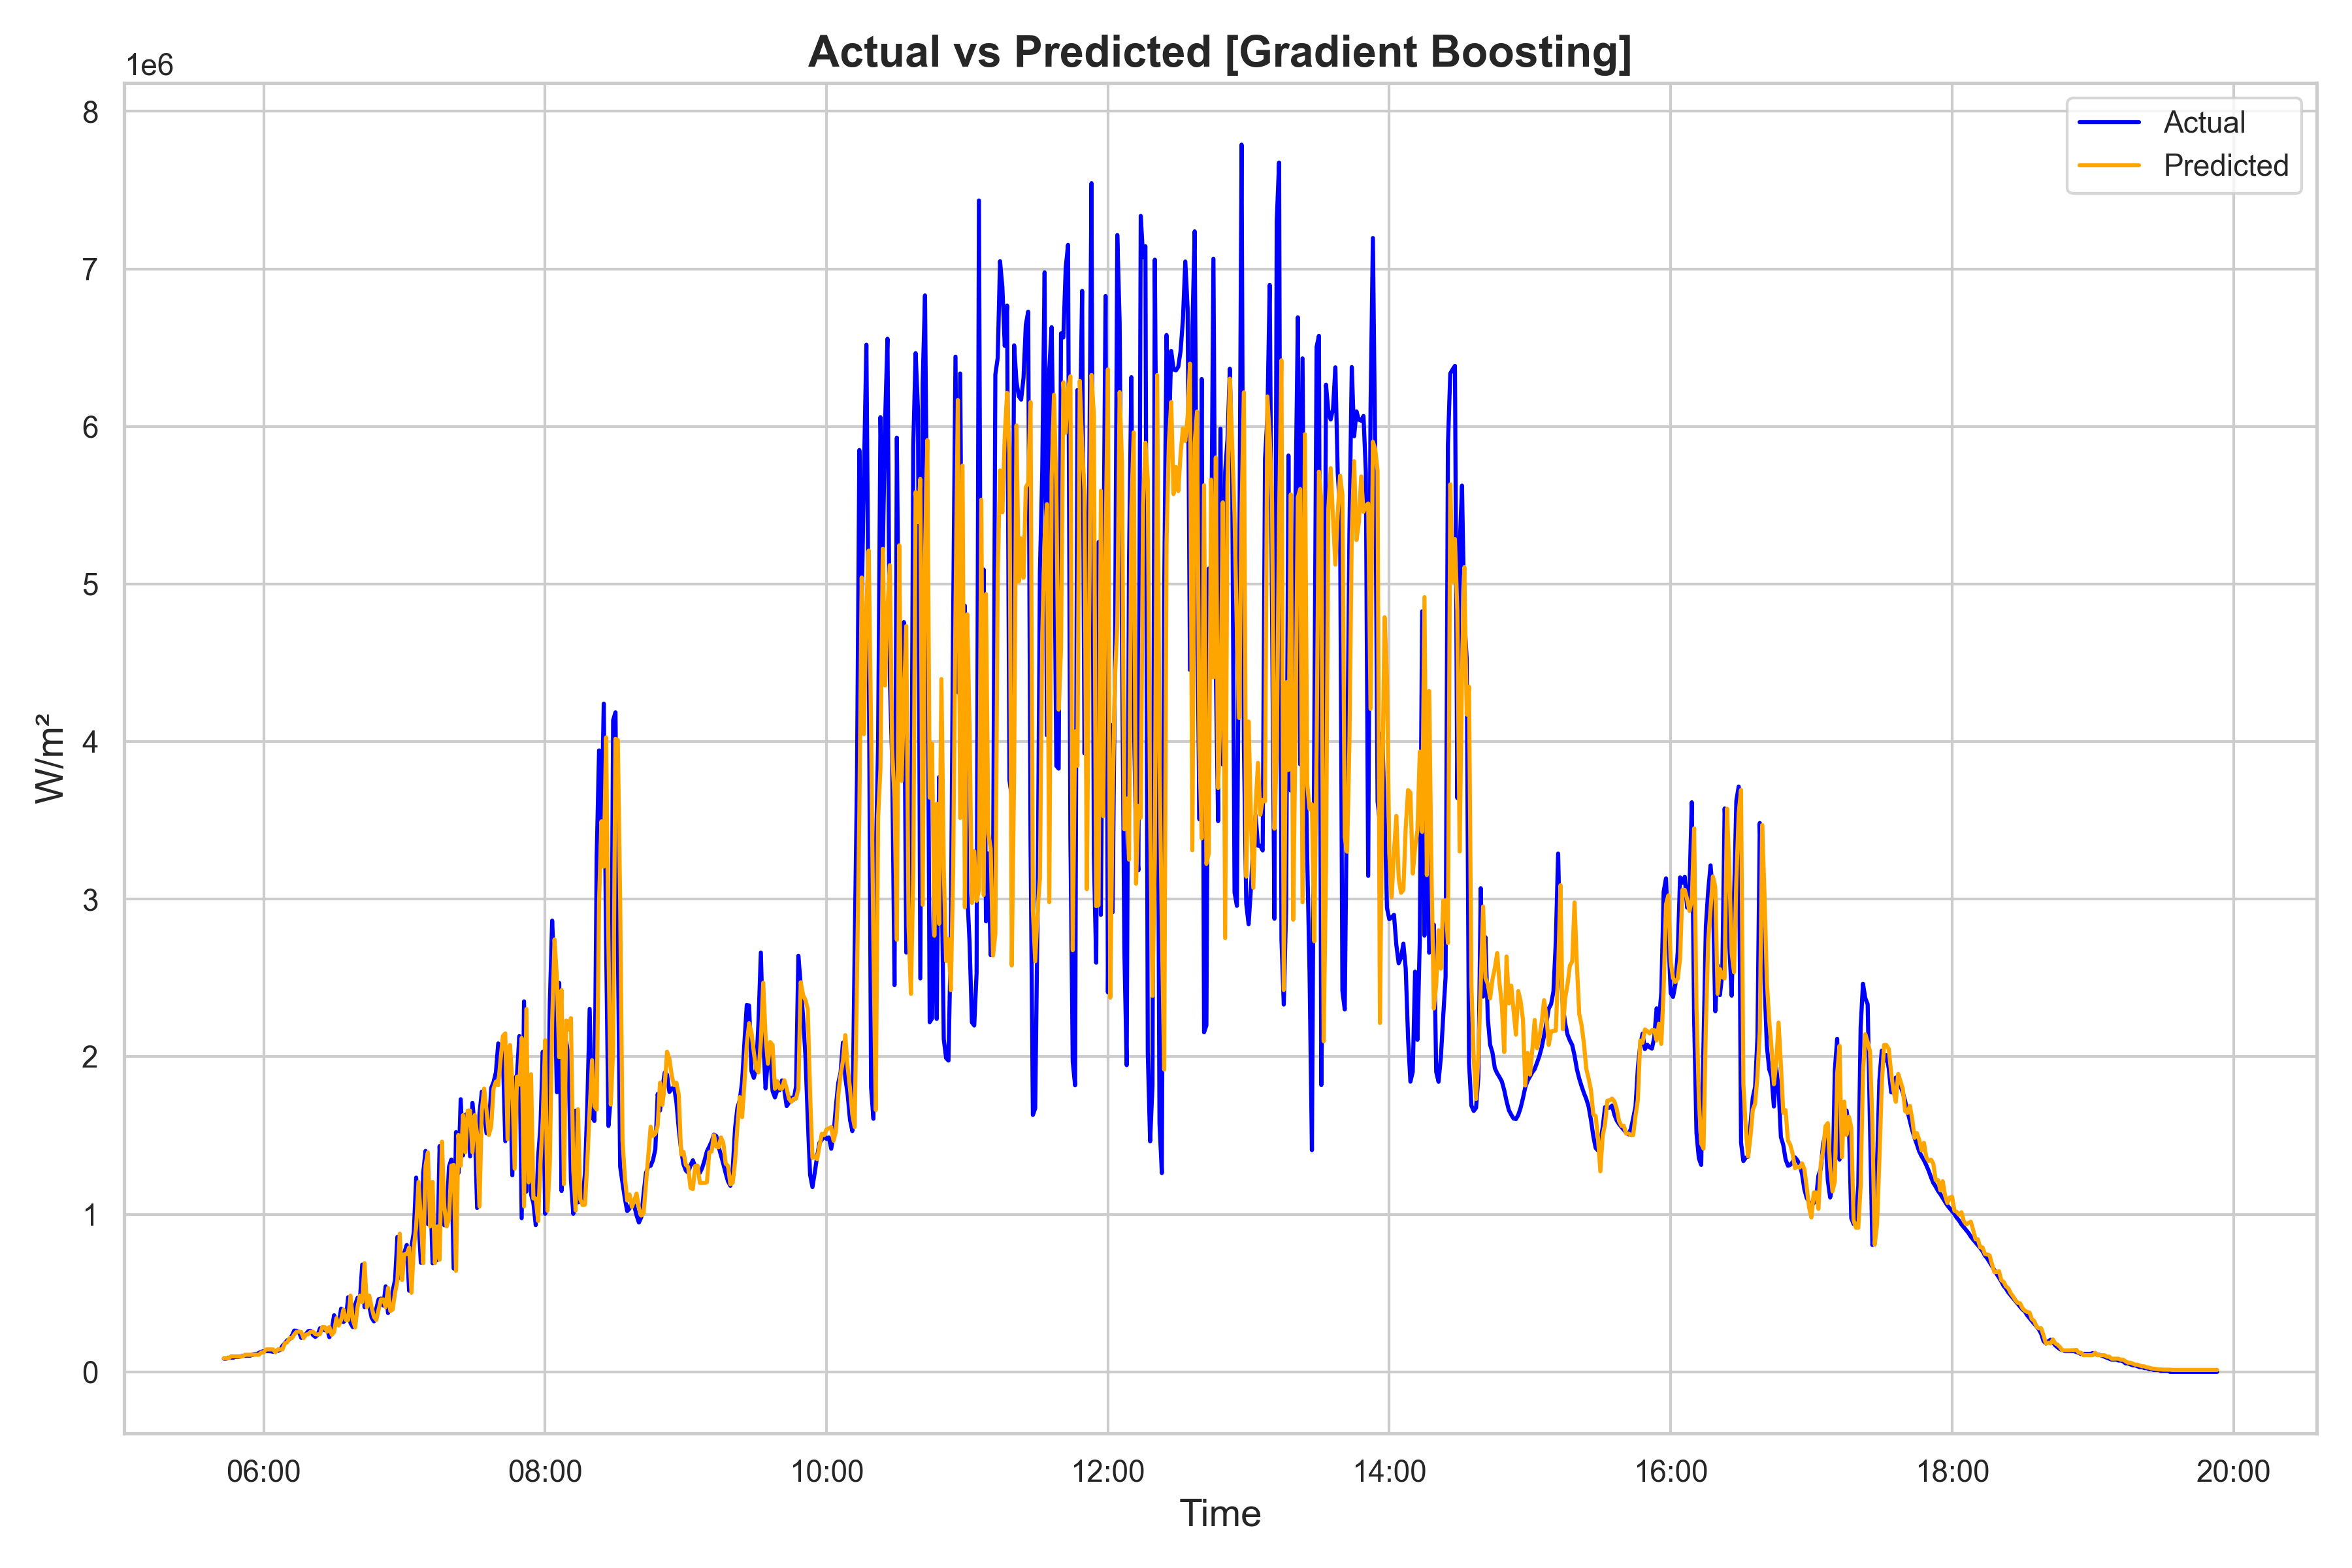 Actual vs Predicted [Gradient Boosting]
1e6
Actual
Predicted
8
7
6
5
4
3
2
1
0
W/m²
06:00 08:00 10:00 12:00 14:00 16:00 18:00 20:00
Time